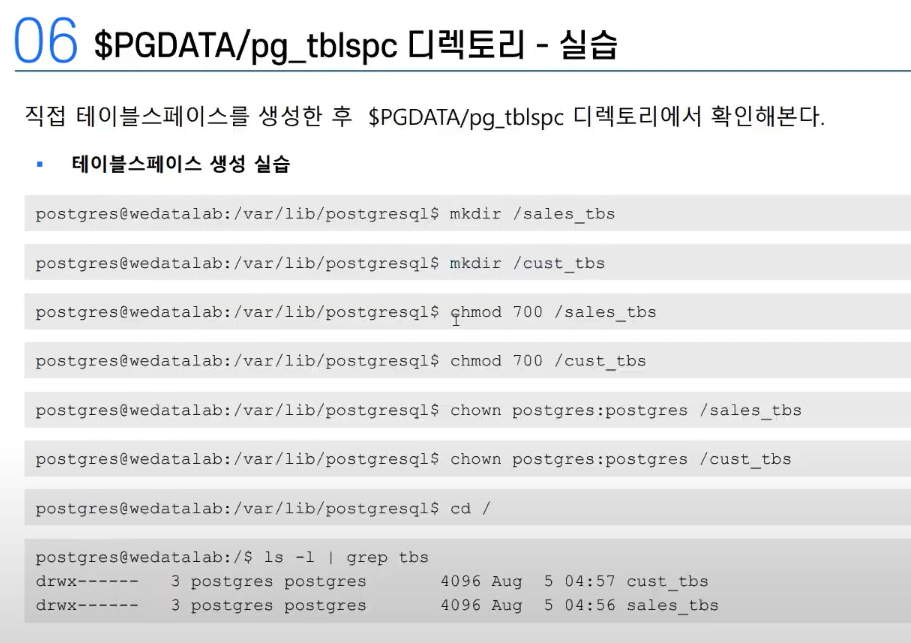 06 $PGDATA/pg_tblspc 디렉토리 - 실습
직접 테이블스페이스를 생성한 후 $PGDATA/pg_tblspc 디렉토리에서 확인해본다.
▪ 테이블스페이스 생성 실습
postgres@wedatalab:/var/lib/postgresql$ mkdir /sales_tbs
postgres@wedatalab:/var/lib/postgresql$ mkdir /cust_tbs
postgres@wedatalab:/var/lib/postgresql$ chmod 700 /sales_tbs
postgres@wedatalab:/var/lib/postgresql$ chmod 700 /cust_tbs
postgres@wedatalab:/var/lib/postgresql$ chown postgres:postgres /sales_tbs
postgres@wedatalab:/var/lib/postgresql$ chown postgres:postgres /cust_tbs
postgres@wedatalab:/var/lib/postgresql$ cd /
postgres@wedatalab:/$ ls -l | grep tbs
drwx------ 3 postgres postgres 4096 Aug 5 04:57 cust_tbs
drwx------ 3 postgres postgres 4096 Aug 5 04:56 sales_tbs